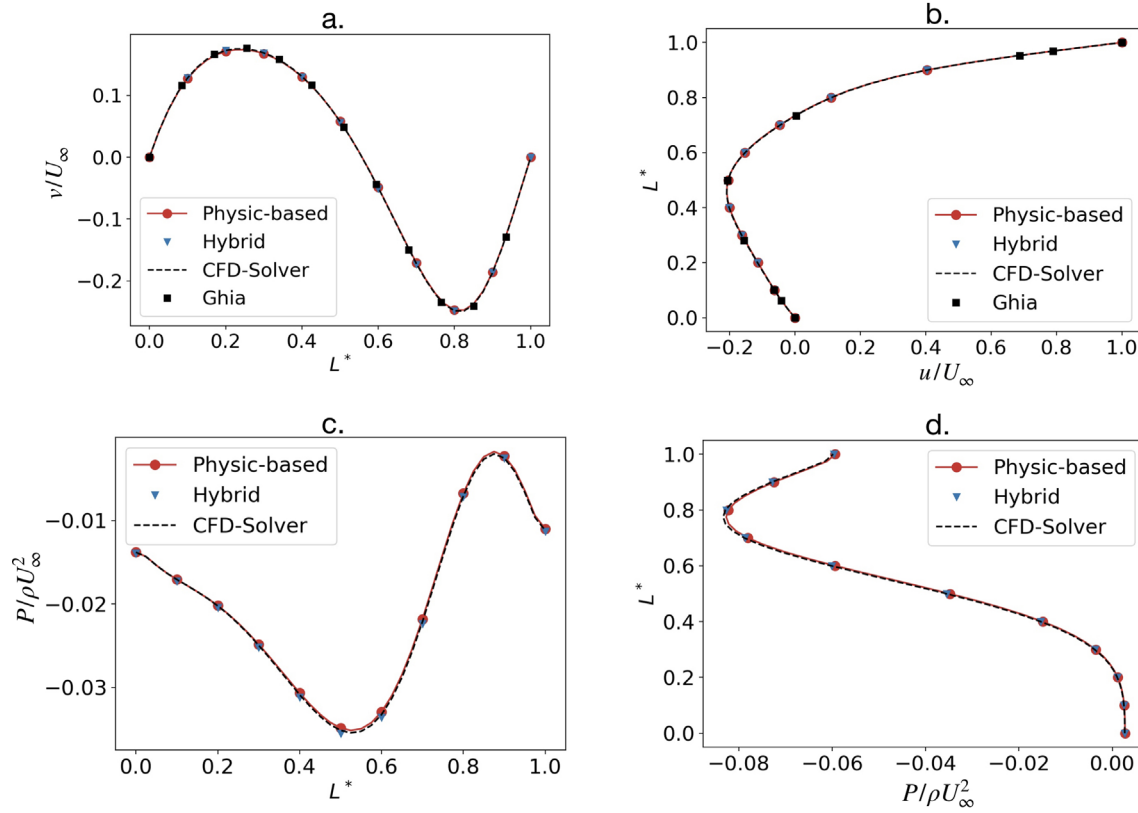 a.
0.1
0.0
−0.1
−0.2
v/U∞
Physic-based
Hybrid
CFD-Solver
Ghia
0.0 0.2 0.4 0.6 0.8 1.0
L*
b.
1.0
0.8
0.6
0.4
0.2
0.0
L*
Physic-based
Hybrid
CFD-Solver
Ghia
−0.2 0.0 0.2 0.4 0.6 0.8 1.0
u/U∞
c.
Physic-based
Hybrid
CFD-Solver
−0.01
−0.02
−0.03
P/ρU∞²
0.0 0.2 0.4 0.6 0.8 1.0
L*
d.
1.0
0.8
0.6
0.4
0.2
0.0
L*
Physic-based
Hybrid
CFD-Solver
−0.08 −0.06 −0.04 −0.02 0.00
P/ρU∞²